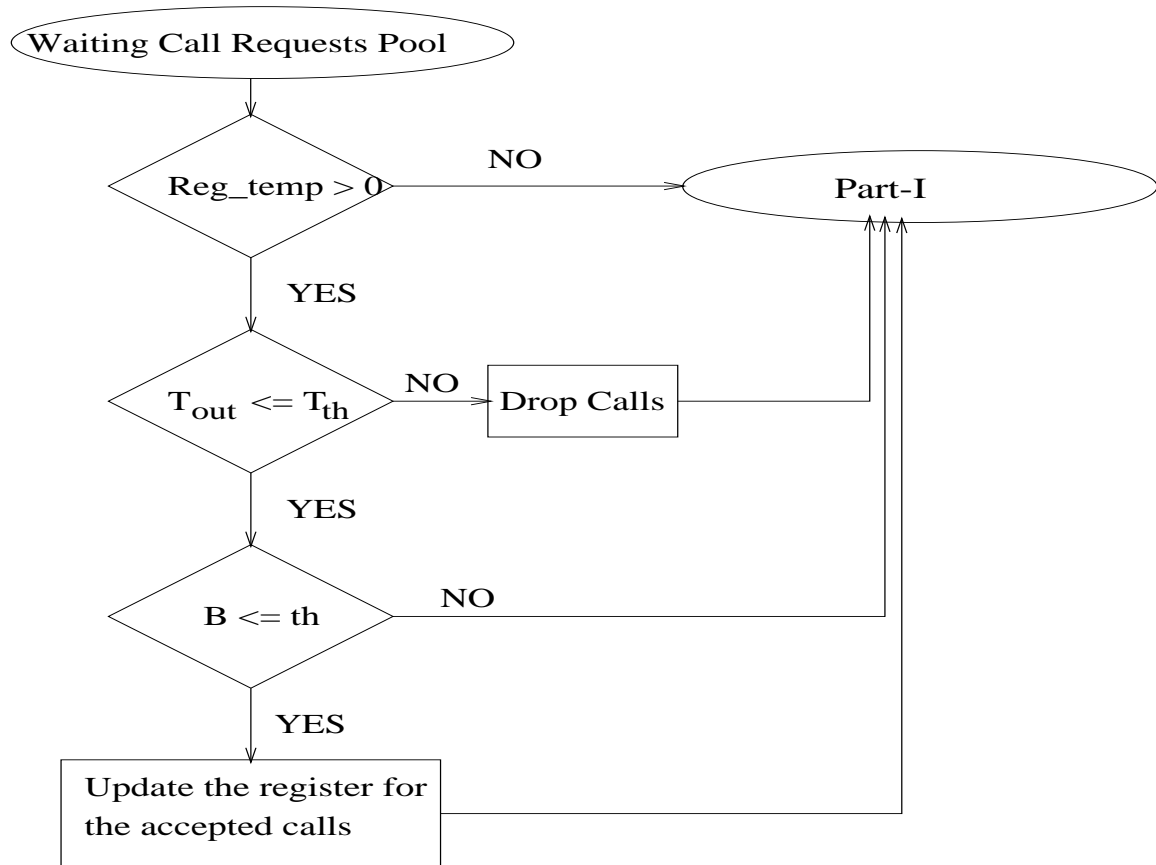 Waiting Call Requests Pool
Reg_temp > 0
NO
Part-I
YES
T_out <= T_th
NO
Drop Calls
YES
B <= th
NO
YES
Update the register for
the accepted calls